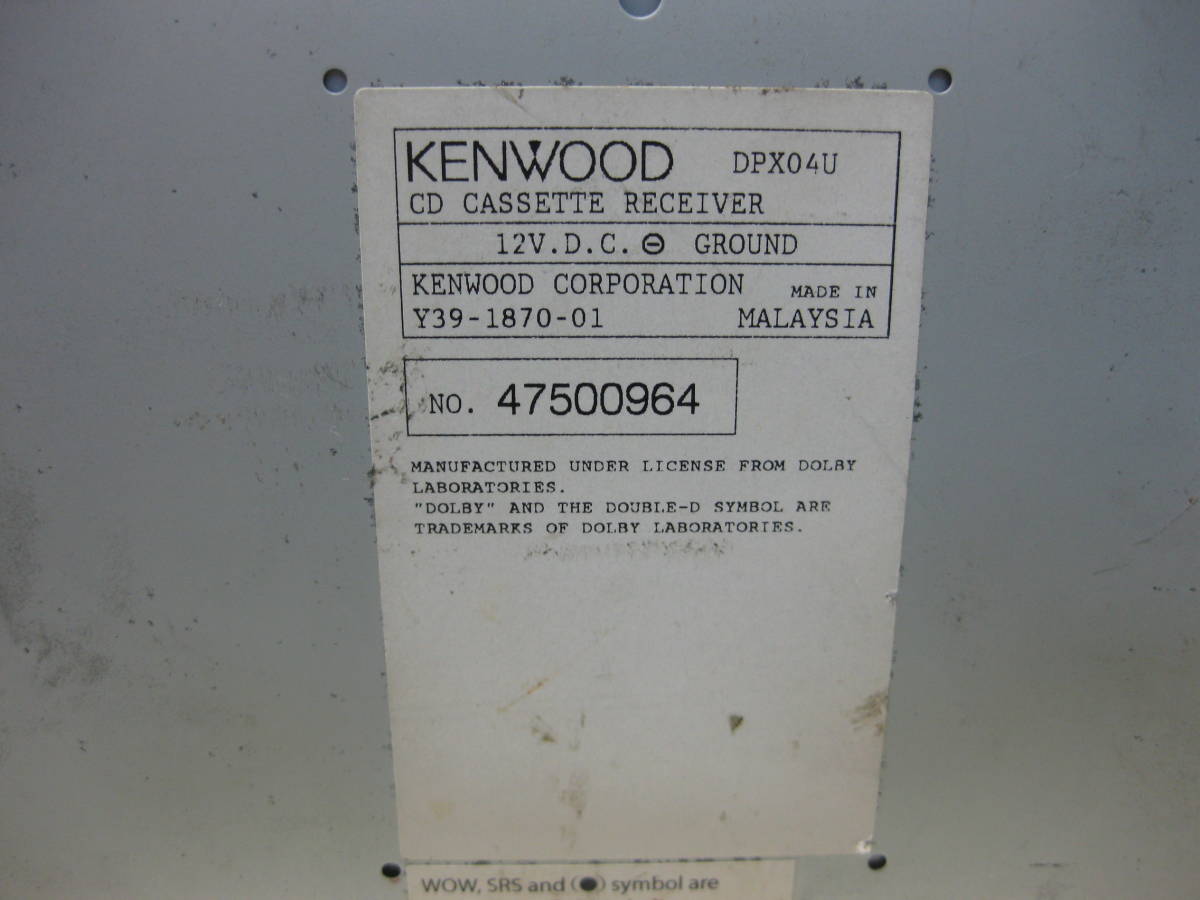 KENWOOD DPX04U
CD CASSETTE RECEIVER
12V.D.C. ⊖ GROUND
KENWOOD CORPORATION MADE IN
Y39-1870-01 MALAYSIA
NO. 47500964
MANUFACTURED UNDER LICENSE FROM DOLBY
LABORATORIES.
"DOLBY" AND THE DOUBLE-D SYMBOL ARE
TRADEMARKS OF DOLBY LABORATORIES.
WOW, SRS and (●) symbol are